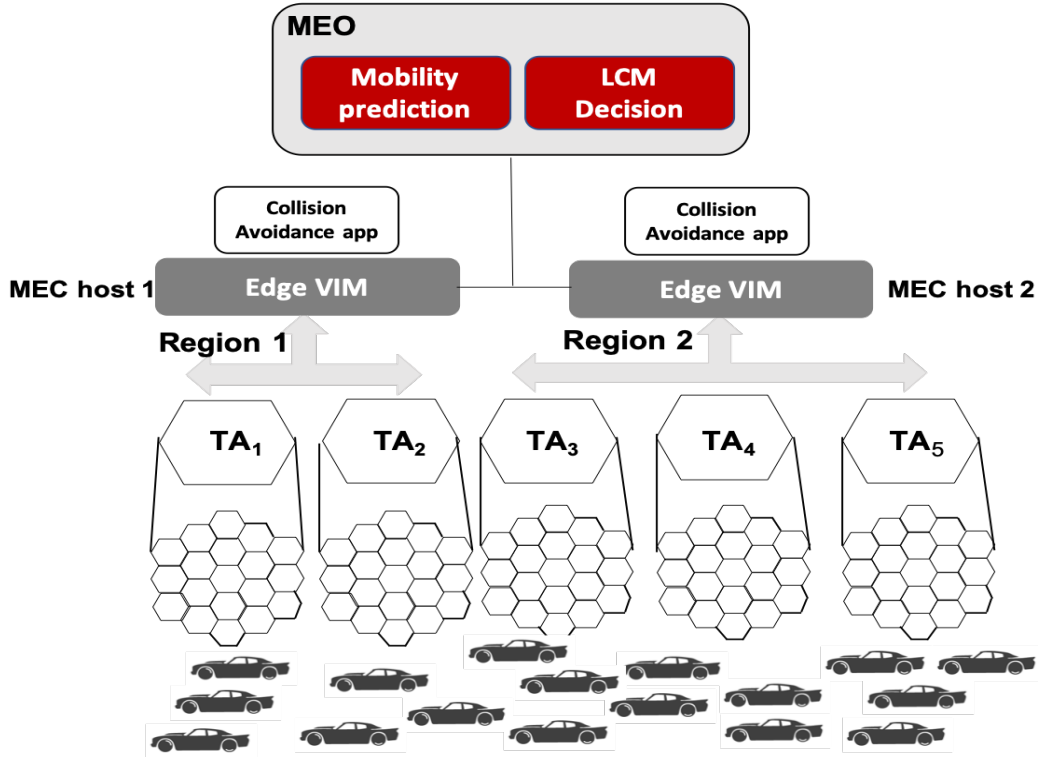 MEO
Mobility
prediction
LCM
Decision
Collision
Avoidance app
Collision
Avoidance app
MEC host 1
Edge VIM
Edge VIM
MEC host 2
Region 1
Region 2
TA₁
TA₂
TA₃
TA₄
TA₅